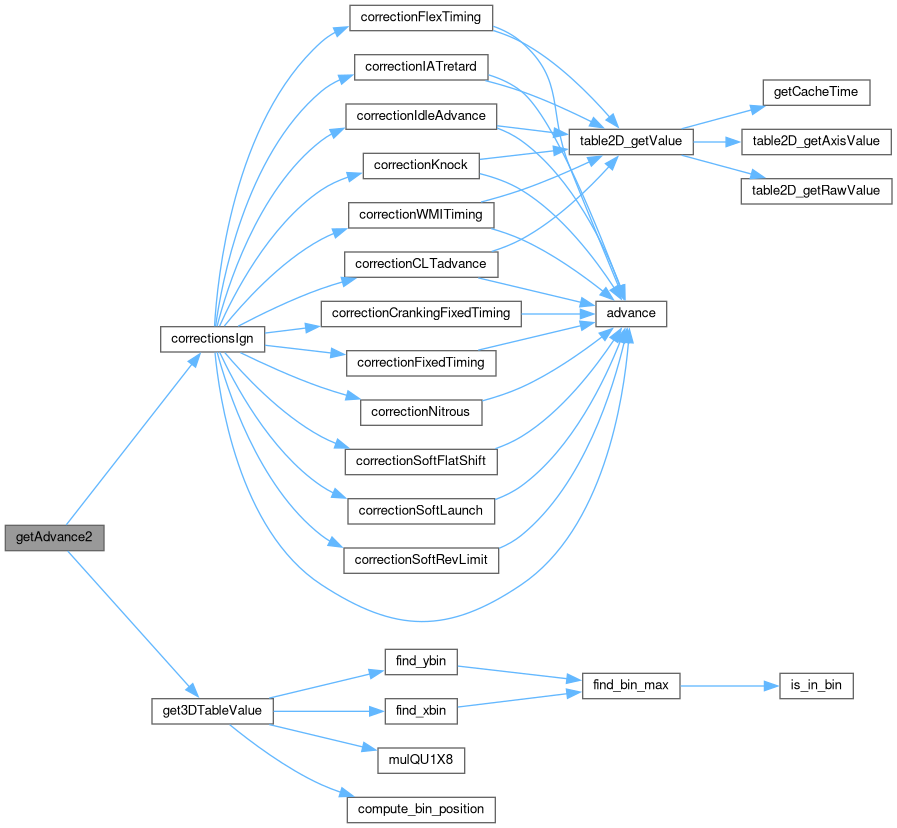 correctionFlexTiming
correctionIATretard
getCacheTime
correctionIdleAdvance
table2D_getValue
table2D_getAxisValue
correctionKnock
table2D_getRawValue
correctionWMITiming
correctionCLTadvance
correctionCrankingFixedTiming
advance
correctionsIgn
correctionFixedTiming
correctionNitrous
correctionSoftFlatShift
correctionSoftLaunch
getAdvance2
correctionSoftRevLimit
find_ybin
find_bin_max
is_in_bin
get3DTableValue
find_xbin
mulQU1X8
compute_bin_position